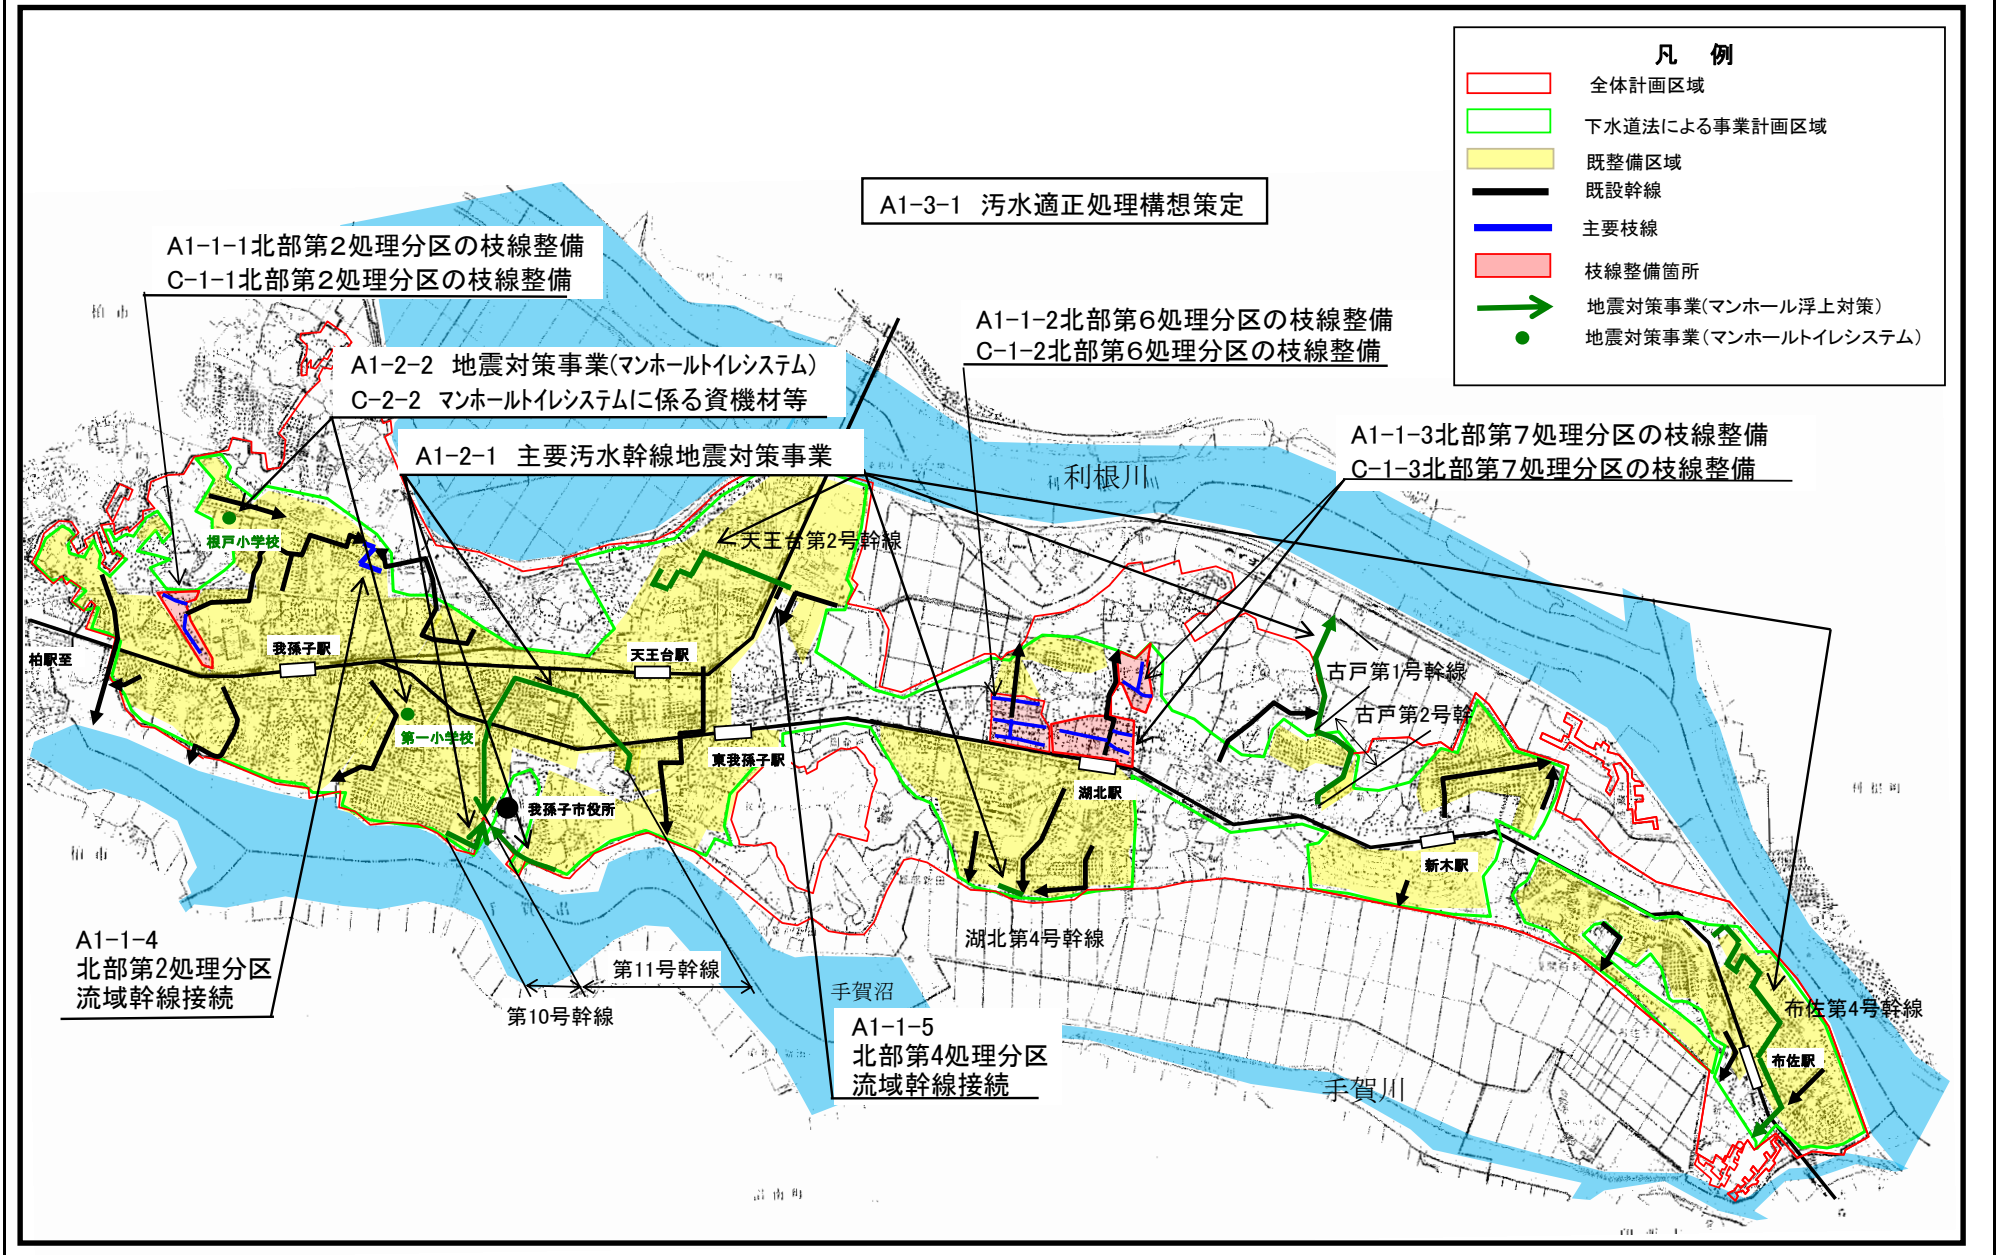 凡 例
全体計画区域
下水道法による事業計画区域
既整備区域
既設幹線
主要枝線
枝線整備箇所
地震対策事業(マンホール浮上対策)
地震対策事業(マンホールトイレシステム)
A1-3-1 汚水適正処理構想策定
A1-1-1北部第2処理分区の枝線整備
C-1-1北部第2処理分区の枝線整備
A1-1-2北部第6処理分区の枝線整備
C-1-2北部第6処理分区の枝線整備
A1-2-2 地震対策事業(マンホールトイレシステム)
C-2-2 マンホールトイレシステムに係る資機材等
A1-2-1 主要汚水幹線地震対策事業
A1-1-3北部第7処理分区の枝線整備
C-1-3北部第7処理分区の枝線整備
柏市
利根川
根戸小学校
天王台第2号幹線
柏駅至
我孫子駅
天王台駅
古戸第1号幹線
古戸第2号幹
第一小学校
東我孫子駅
湖北駅
我孫子市役所
利根町
柏市
新木駅
湖北第4号幹線
A1-1-4
北部第2処理分区
流域幹線接続
第11号幹線
第10号幹線
手賀沼
布佐第4号幹線
A1-1-5
北部第4処理分区
流域幹線接続
布佐駅
手賀川